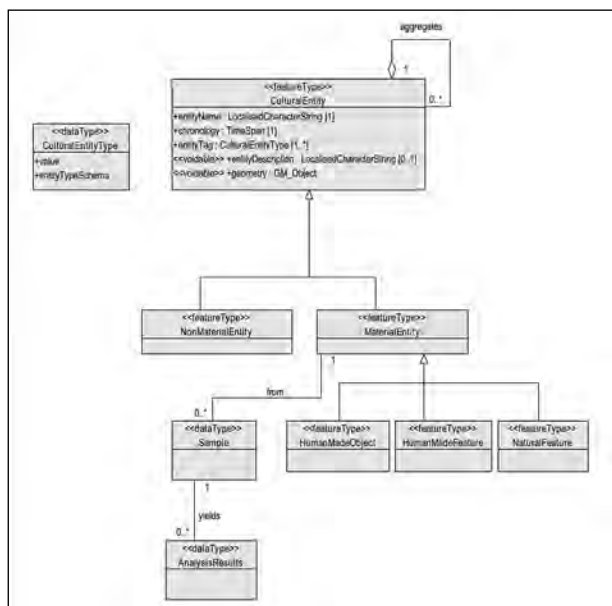 aggregates
1
0..*
<<featureType>>
CulturalEntity
+entityName : LocalisedCharacterString [1]
+chronology : TimeSpan [1]
+entityTag : CulturalEntityType [1..*]
<<voidable>> +entityDescription : LocalisedCharacterString [0..1]
<<voidable>> +geometry : GM_Object
<<dataType>>
CulturalEntityType
+value
+entityTypeSchema
<<featureType>>
NonMaterialEntity
<<featureType>>
MaterialEntity
1
from
0..*
<<dataType>>
Sample
<<featureType>>
HumanMadeObject
<<featureType>>
HumanMadeFeature
<<featureType>>
NaturalFeature
1
yields
0..*
<<dataType>>
AnalysisResults